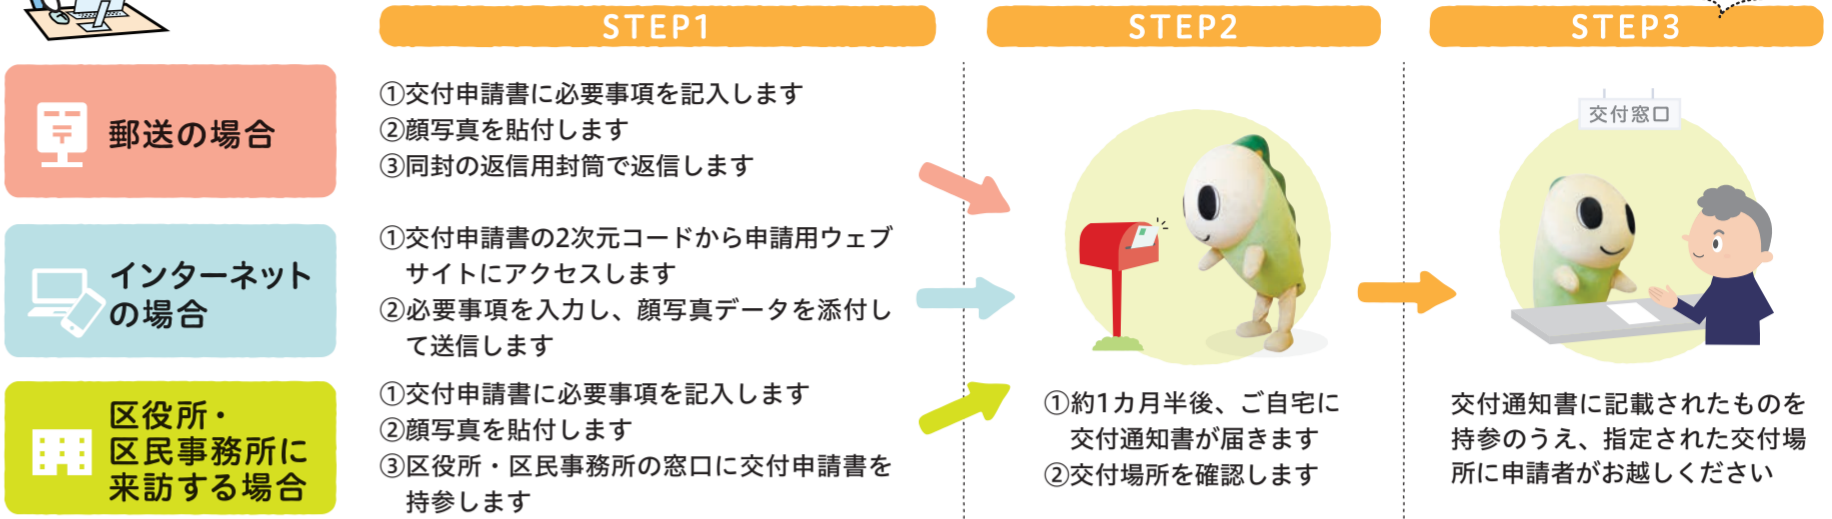 STEP1
STEP2
STEP3
郵送の場合
①交付申請書に必要事項を記入します
②顔写真を貼付します
③同封の返信用封筒で返信します
インターネット
の場合
①交付申請書の2次元コードから申請用ウェブ
サイトにアクセスします
②必要事項を入力し、顔写真データを添付し
て送信します
区役所・
区民事務所に
来訪する場合
①交付申請書に必要事項を記入します
②顔写真を貼付します
③区役所・区民事務所の窓口に交付申請書を
持参します
①約1カ月半後、ご自宅に
交付通知書が届きます
②交付場所を確認します
交付窓口
交付通知書に記載されたものを
持参のうえ、指定された交付場
所に申請者がお越しください